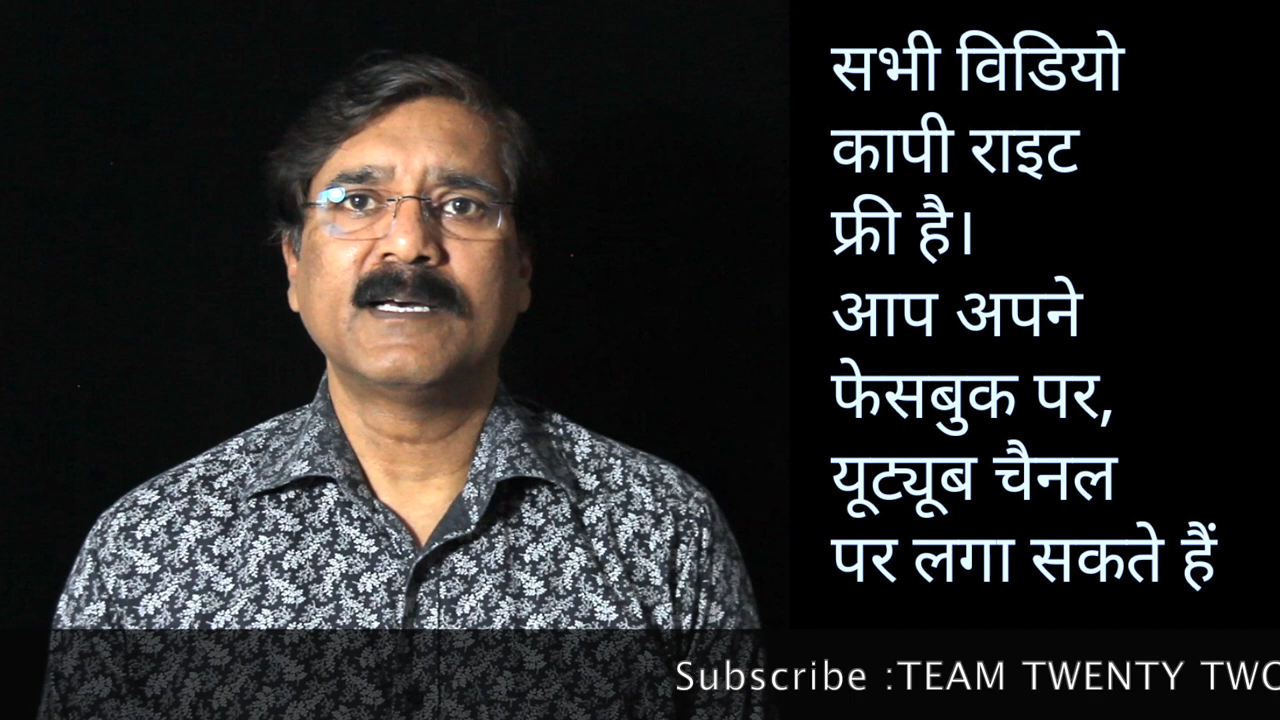 सभी विडियो
कापी राइट
फ्री है।
आप अपने
फेसबुक पर,
यूट्यूब चैनल
पर लगा सकते हैं
Subscribe :TEAM TWENTY TWO